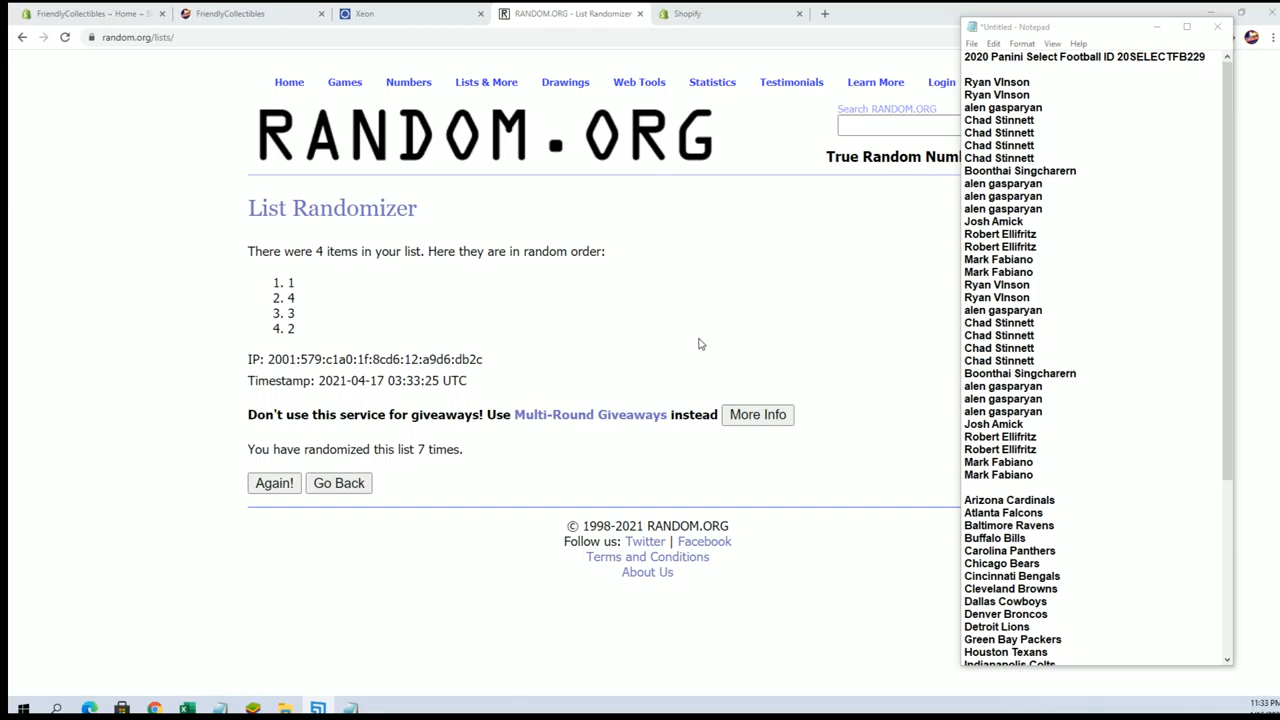 FriendlyCollectibles – Home – S
FriendlyCollectibles
Xeon
RANDOM.ORG - List Randomizer
Shopify
random.org/lists/
Home
Games
Numbers
Lists & More
Drawings
Web Tools
Statistics
Testimonials
Learn More
Login
RANDOM.ORG
Search RANDOM.ORG
True Random Num
List Randomizer
There were 4 items in your list. Here they are in random order:
1. 1
2. 4
3. 3
4. 2
IP: 2001:579:c1a0:1f:8cd6:12:a9d6:db2c
Timestamp: 2021-04-17 03:33:25 UTC
Don't use this service for giveaways! Use Multi-Round Giveaways instead More Info
You have randomized this list 7 times.
Again! Go Back
© 1998-2021 RANDOM.ORG
Follow us: Twitter | Facebook
Terms and Conditions
About Us
*Untitled - Notepad
File Edit Format View Help
2020 Panini Select Football ID 20SELECTFB229
Ryan VInson
Ryan VInson
alen gasparyan
Chad Stinnett
Chad Stinnett
Chad Stinnett
Chad Stinnett
Boonthai Singcharern
alen gasparyan
alen gasparyan
alen gasparyan
Josh Amick
Robert Ellifritz
Robert Ellifritz
Mark Fabiano
Mark Fabiano
Ryan VInson
Ryan VInson
alen gasparyan
Chad Stinnett
Chad Stinnett
Chad Stinnett
Chad Stinnett
Boonthai Singcharern
alen gasparyan
alen gasparyan
alen gasparyan
Josh Amick
Robert Ellifritz
Robert Ellifritz
Mark Fabiano
Mark Fabiano
Arizona Cardinals
Atlanta Falcons
Baltimore Ravens
Buffalo Bills
Carolina Panthers
Chicago Bears
Cincinnati Bengals
Cleveland Browns
Dallas Cowboys
Denver Broncos
Detroit Lions
Green Bay Packers
Houston Texans
Indianapolis Colts
11:33 PM